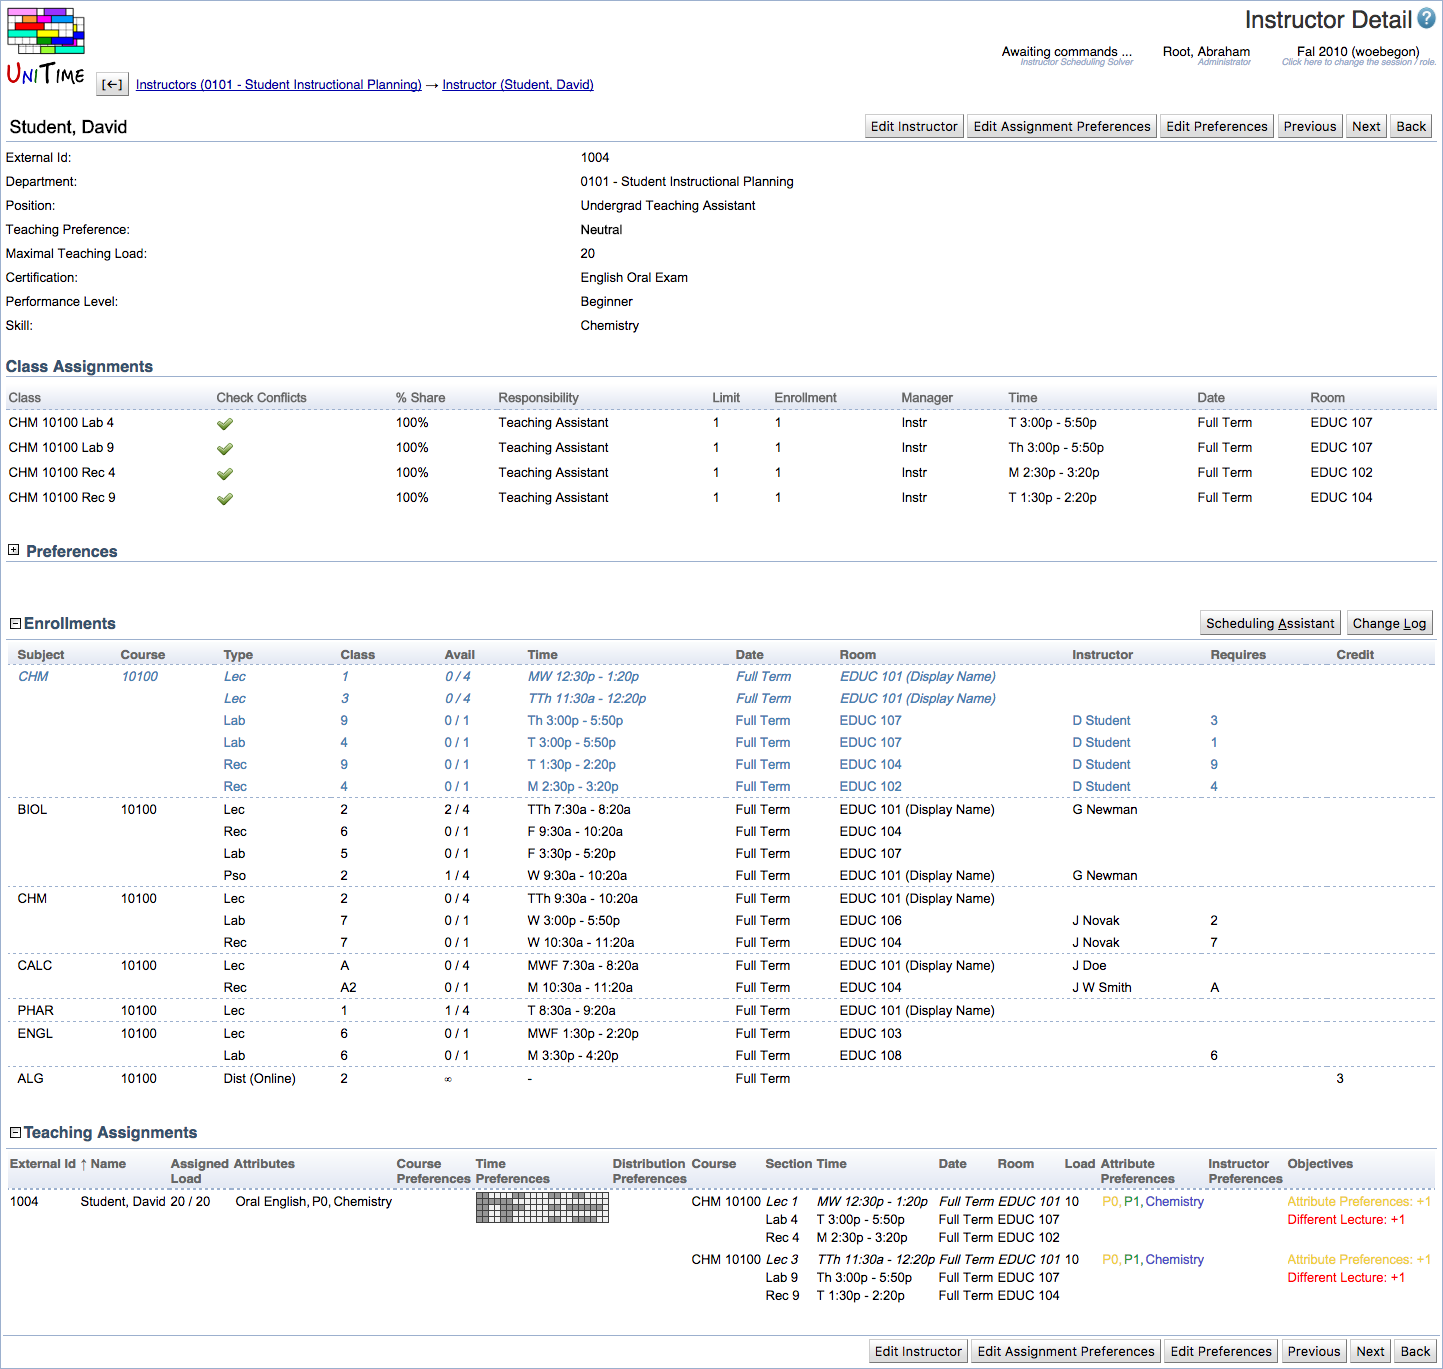 Instructor Detail ?
Awaiting commands ... Root, Abraham Fal 2010 (woebegon)
Instructor Scheduling Solver Administrator Click here to change the session / role.
UNITIME [←] Instructors (0101 - Student Instructional Planning) → Instructor (Student, David)
Student, David Edit Instructor Edit Assignment Preferences Edit Preferences Previous Next Back
External Id: 1004
Department: 0101 - Student Instructional Planning
Position: Undergrad Teaching Assistant
Teaching Preference: Neutral
Maximal Teaching Load: 20
Certification: English Oral Exam
Performance Level: Beginner
Skill: Chemistry
Class Assignments
Class Check Conflicts % Share Responsibility Limit Enrollment Manager Time Date Room
CHM 10100 Lab 4 100% Teaching Assistant 1 1 Instr T 3:00p - 5:50p Full Term EDUC 107
CHM 10100 Lab 9 100% Teaching Assistant 1 1 Instr Th 3:00p - 5:50p Full Term EDUC 107
CHM 10100 Rec 4 100% Teaching Assistant 1 1 Instr M 2:30p - 3:20p Full Term EDUC 102
CHM 10100 Rec 9 100% Teaching Assistant 1 1 Instr T 1:30p - 2:20p Full Term EDUC 104
Preferences
Enrollments Scheduling Assistant Change Log
Subject Course Type Class Avail Time Date Room Instructor Requires Credit
CHM 10100 Lec 1 0 / 4 MW 12:30p - 1:20p Full Term EDUC 101 (Display Name)
Lec 3 0 / 4 TTh 11:30a - 12:20p Full Term EDUC 101 (Display Name)
Lab 9 0 / 1 Th 3:00p - 5:50p Full Term EDUC 107 D Student 3
Lab 4 0 / 1 T 3:00p - 5:50p Full Term EDUC 107 D Student 1
Rec 9 0 / 1 T 1:30p - 2:20p Full Term EDUC 104 D Student 9
Rec 4 0 / 1 M 2:30p - 3:20p Full Term EDUC 102 D Student 4
BIOL 10100 Lec 2 2 / 4 TTh 7:30a - 8:20a Full Term EDUC 101 (Display Name) G Newman
Rec 6 0 / 1 F 9:30a - 10:20a Full Term EDUC 104
Lab 5 0 / 1 F 3:30p - 5:20p Full Term EDUC 107
Pso 2 1 / 4 W 9:30a - 10:20a Full Term EDUC 101 (Display Name) G Newman
CHM 10100 Lec 2 0 / 4 TTh 9:30a - 10:20a Full Term EDUC 101 (Display Name)
Lab 7 0 / 1 W 3:00p - 5:50p Full Term EDUC 106 J Novak 2
Rec 7 0 / 1 W 10:30a - 11:20a Full Term EDUC 104 J Novak 7
CALC 10100 Lec A 0 / 4 MWF 7:30a - 8:20a Full Term EDUC 101 (Display Name) J Doe
Rec A2 0 / 1 M 10:30a - 11:20a Full Term EDUC 104 J W Smith A
PHAR 10100 Lec 1 1 / 4 T 8:30a - 9:20a Full Term EDUC 101 (Display Name)
ENGL 10100 Lec 6 0 / 1 MWF 1:30p - 2:20p Full Term EDUC 103
Lab 6 0 / 1 M 3:30p - 4:20p Full Term EDUC 108 6
ALG 10100 Dist (Online) 2 ∞ - Full Term 3
Teaching Assignments
External Id ↑ Name Assigned Attributes Course Time Distribution Course Section Time Date Room Load Attribute Instructor Objectives
Load Preferences Preferences Preferences Preferences Preferences
1004 Student, David 20 / 20 Oral English, P0, Chemistry CHM 10100 Lec 1 MW 12:30p - 1:20p Full Term EDUC 101 10 P0, P1, Chemistry Attribute Preferences: +1
Lab 4 T 3:00p - 5:50p Full Term EDUC 107 Different Lecture: +1
Rec 4 M 2:30p - 3:20p Full Term EDUC 102
CHM 10100 Lec 3 TTh 11:30a - 12:20p Full Term EDUC 101 10 P0, P1, Chemistry Attribute Preferences: +1
Lab 9 Th 3:00p - 5:50p Full Term EDUC 107 Different Lecture: +1
Rec 9 T 1:30p - 2:20p Full Term EDUC 104
Edit Instructor Edit Assignment Preferences Edit Preferences Previous Next Back